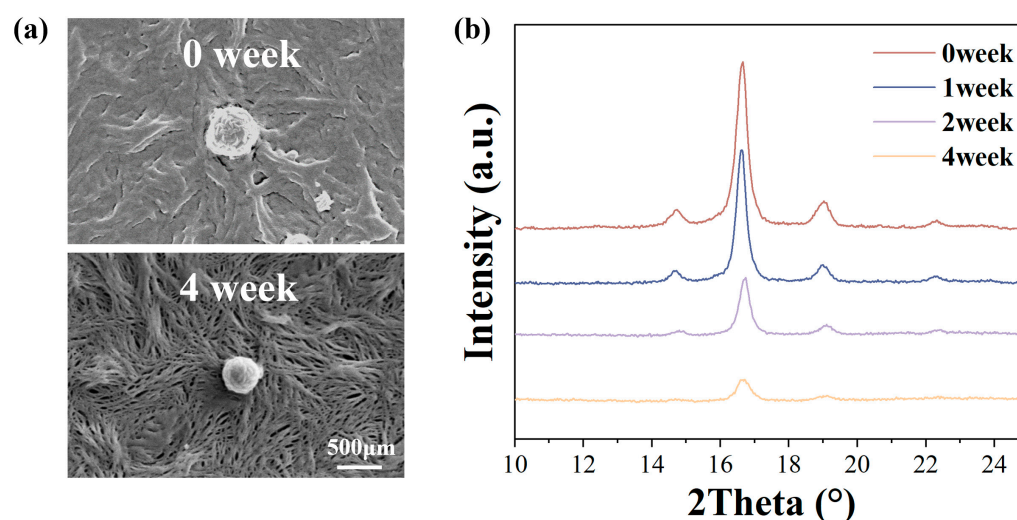 (a)
0 week
4 week
500μm
(b)
Intensity (a.u.)
0week
1week
2week
4week
10 12 14 16 18 20 22 24
2Theta (°)